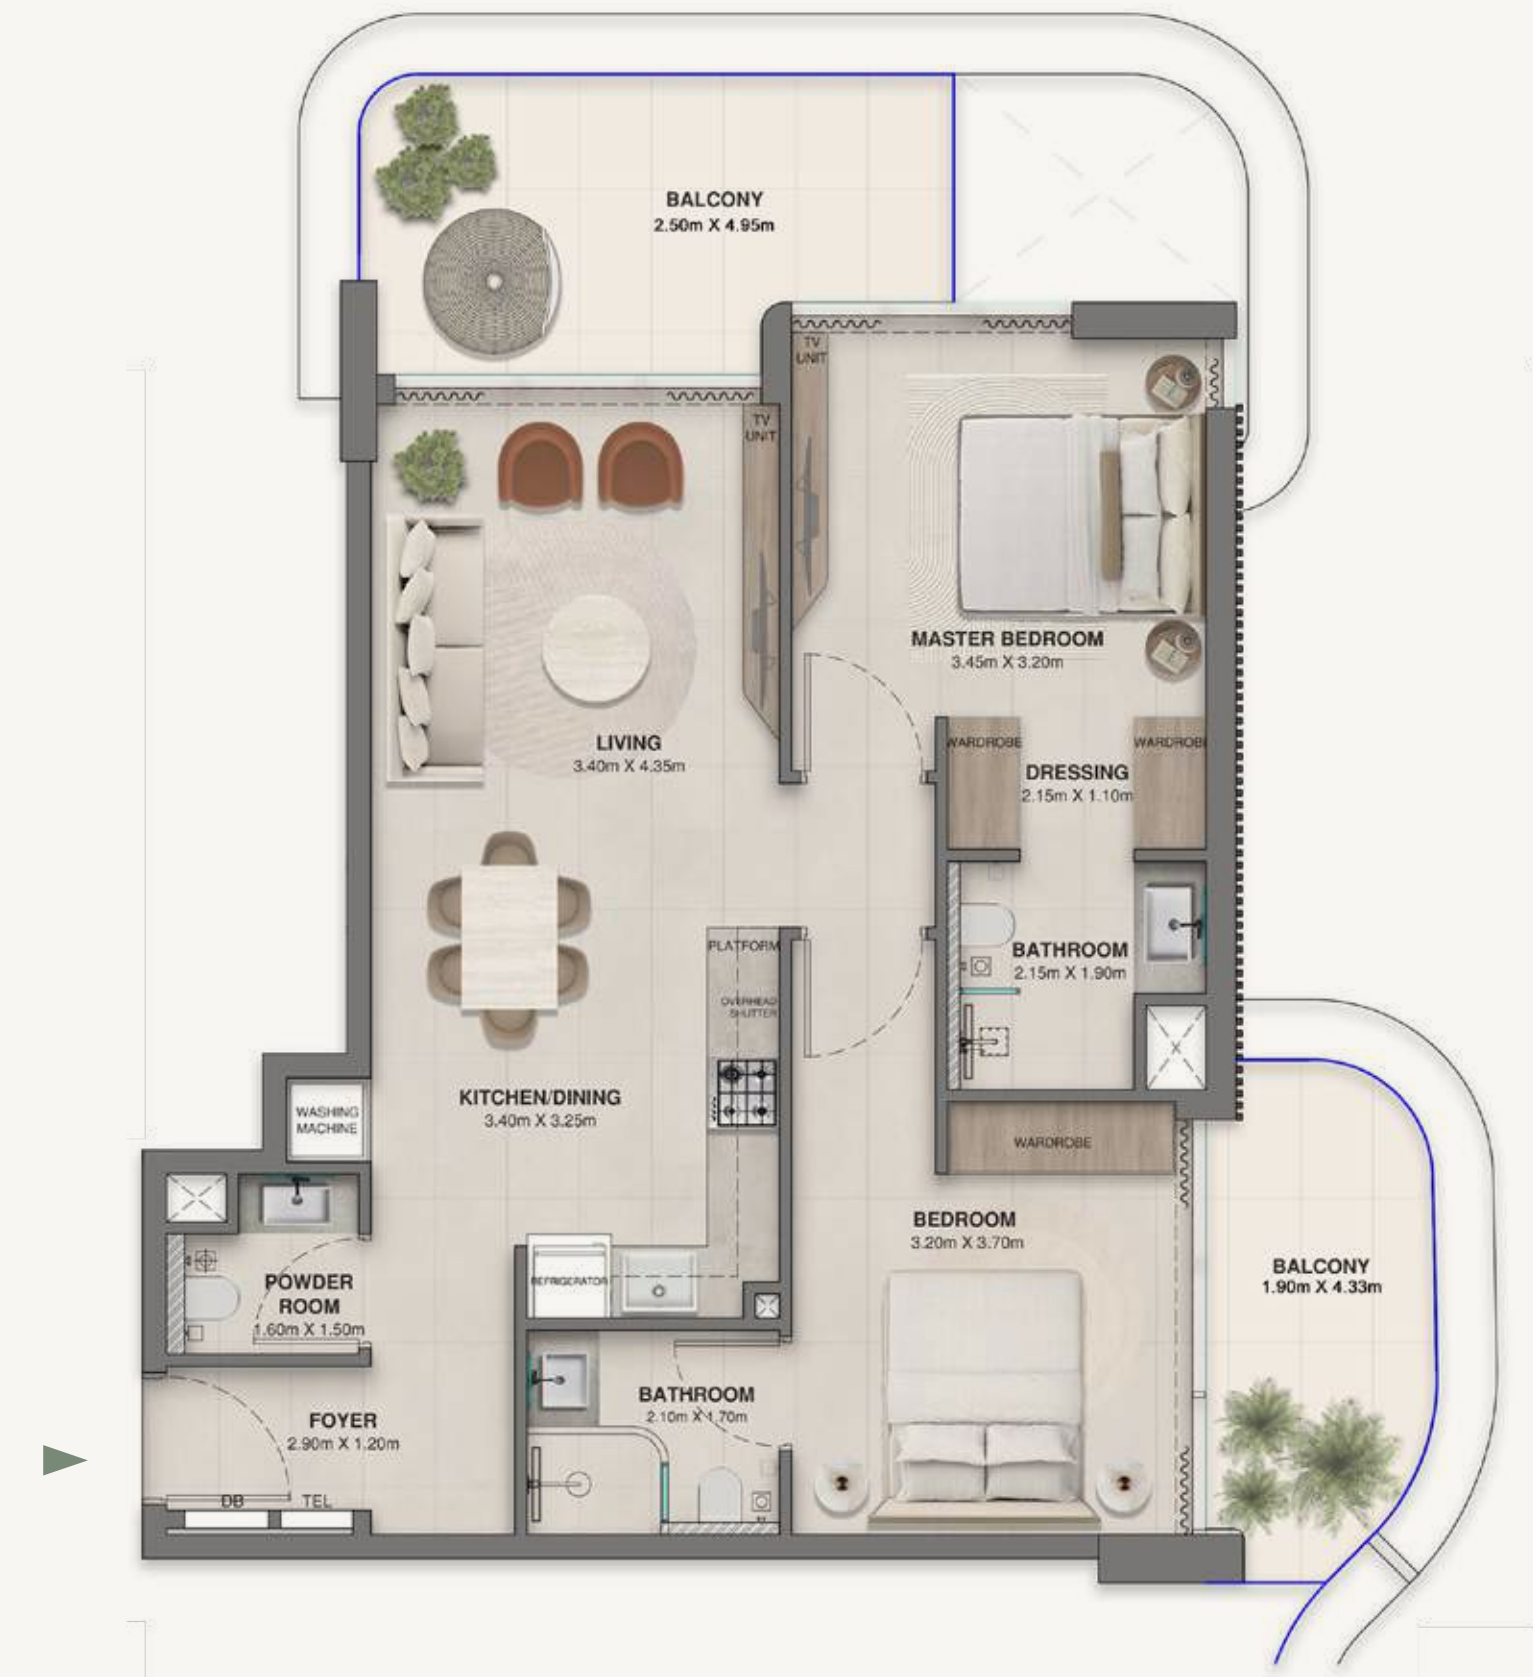 BALCONY
2.50m X 4.95m
TV
UNIT
TV
UNIT
MASTER BEDROOM
3.45m X 3.20m
LIVING
3.40m X 4.35m
WARDROBE
WARDROBE
DRESSING
2.15m X 1.10m
PLATFORM
BATHROOM
2.15m X 1.90m
OVERHEAD
SHUTTER
KITCHEN/DINING
3.40m X 3.25m
WASHING
MACHINE
WARDROBE
BEDROOM
3.20m X 3.70m
BALCONY
1.90m X 4.33m
REFRIGERATOR
POWDER
ROOM
1.60m X 1.50m
BATHROOM
2.10m X 1.70m
FOYER
2.90m X 1.20m
DB
TEL